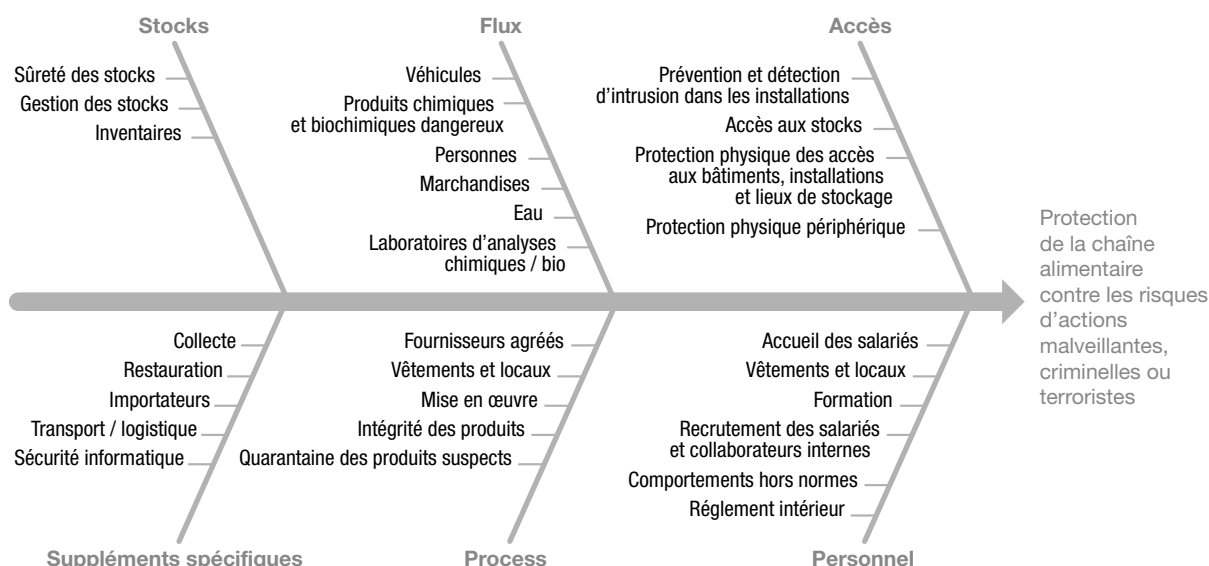 Stocks
Flux
Accès
Sûreté des stocks
Gestion des stocks
Inventaires
Véhicules
Produits chimiques
et biochimiques dangereux
Personnes
Marchandises
Eau
Laboratoires d’analyses
chimiques / bio
Prévention et détection
d’intrusion dans les installations
Accès aux stocks
Protection physique des accès
aux bâtiments, installations
et lieux de stockage
Protection physique périphérique
Protection
de la chaîne
alimentaire
contre les risques
d’actions
malveillantes,
criminelles ou
terroristes
Collecte
Restauration
Importateurs
Transport / logistique
Sécurité informatique
Fournisseurs agréés
Vêtements et locaux
Mise en œuvre
Intégrité des produits
Quarantaine des produits suspects
Accueil des salariés
Vêtements et locaux
Formation
Recrutement des salariés
et collaborateurs internes
Comportements hors normes
Réglement intérieur
Suppléments spécifiques
Process
Personnel